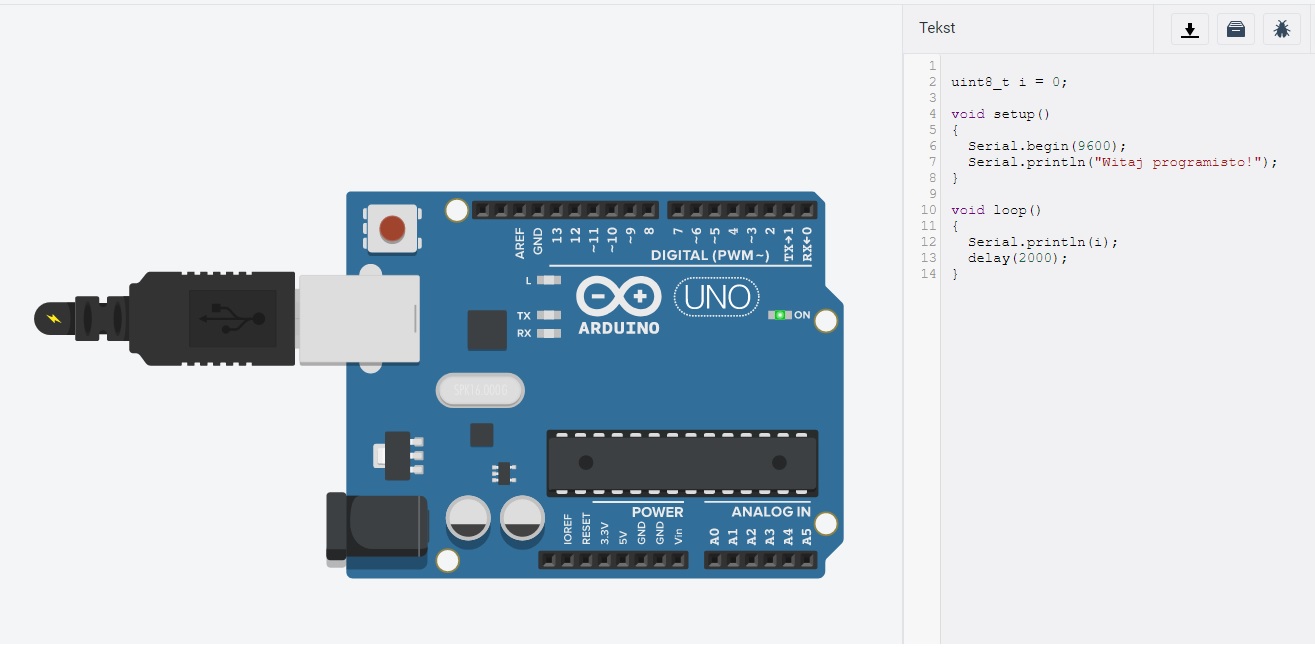 Tekst
1
2 uint8_t i = 0;
3
4 void setup()
5 {
6 Serial.begin(9600);
7 Serial.println("Witaj programisto!");
8 }
9
10 void loop()
11 {
12 Serial.println(i);
13 delay(2000);
14 }
AREF
GND
13
12
~11
~10
~9
8
7
~6
~5
4
~3
2
TX→1
RX←0
DIGITAL (PWM ~)
L
TX
RX
UNO
ARDUINO
ON
SPK16.000G
POWER
ANALOG IN
IOREF
RESET
3.3V
5V
GND
GND
Vin
A0
A1
A2
A3
A4
A5